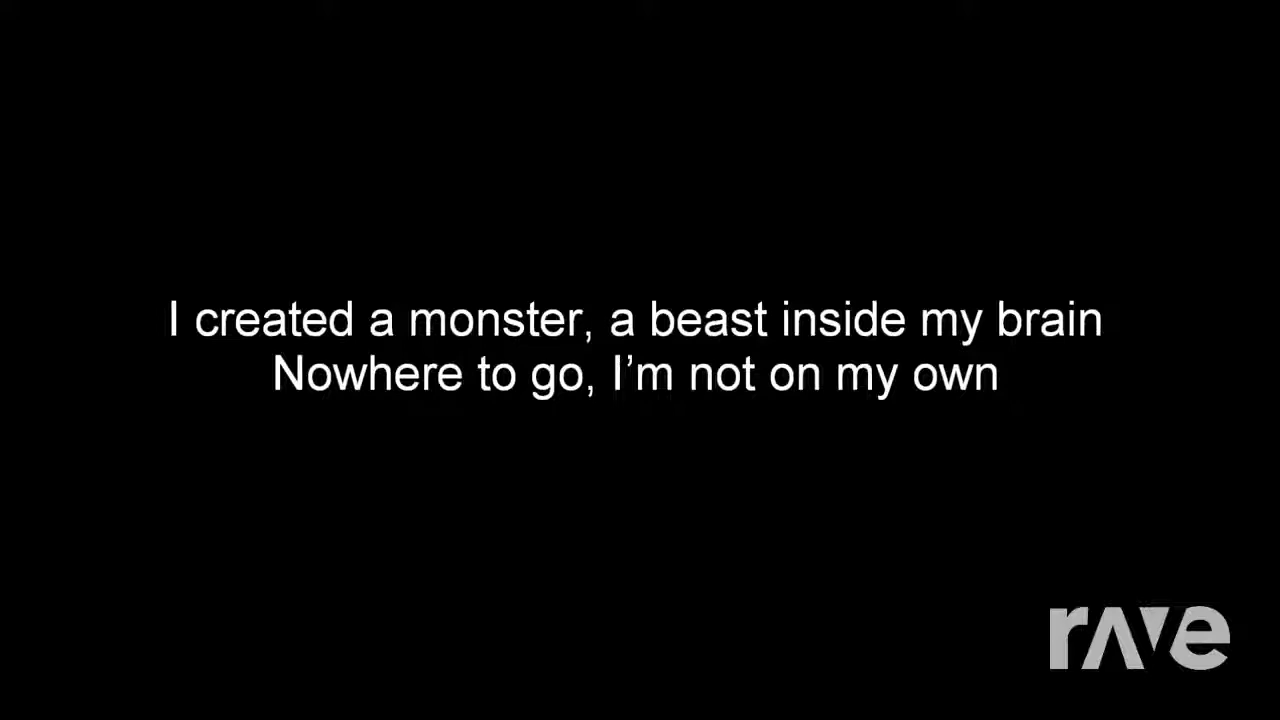 I created a monster, a beast inside my brain
Nowhere to go, I’m not on my own
rave